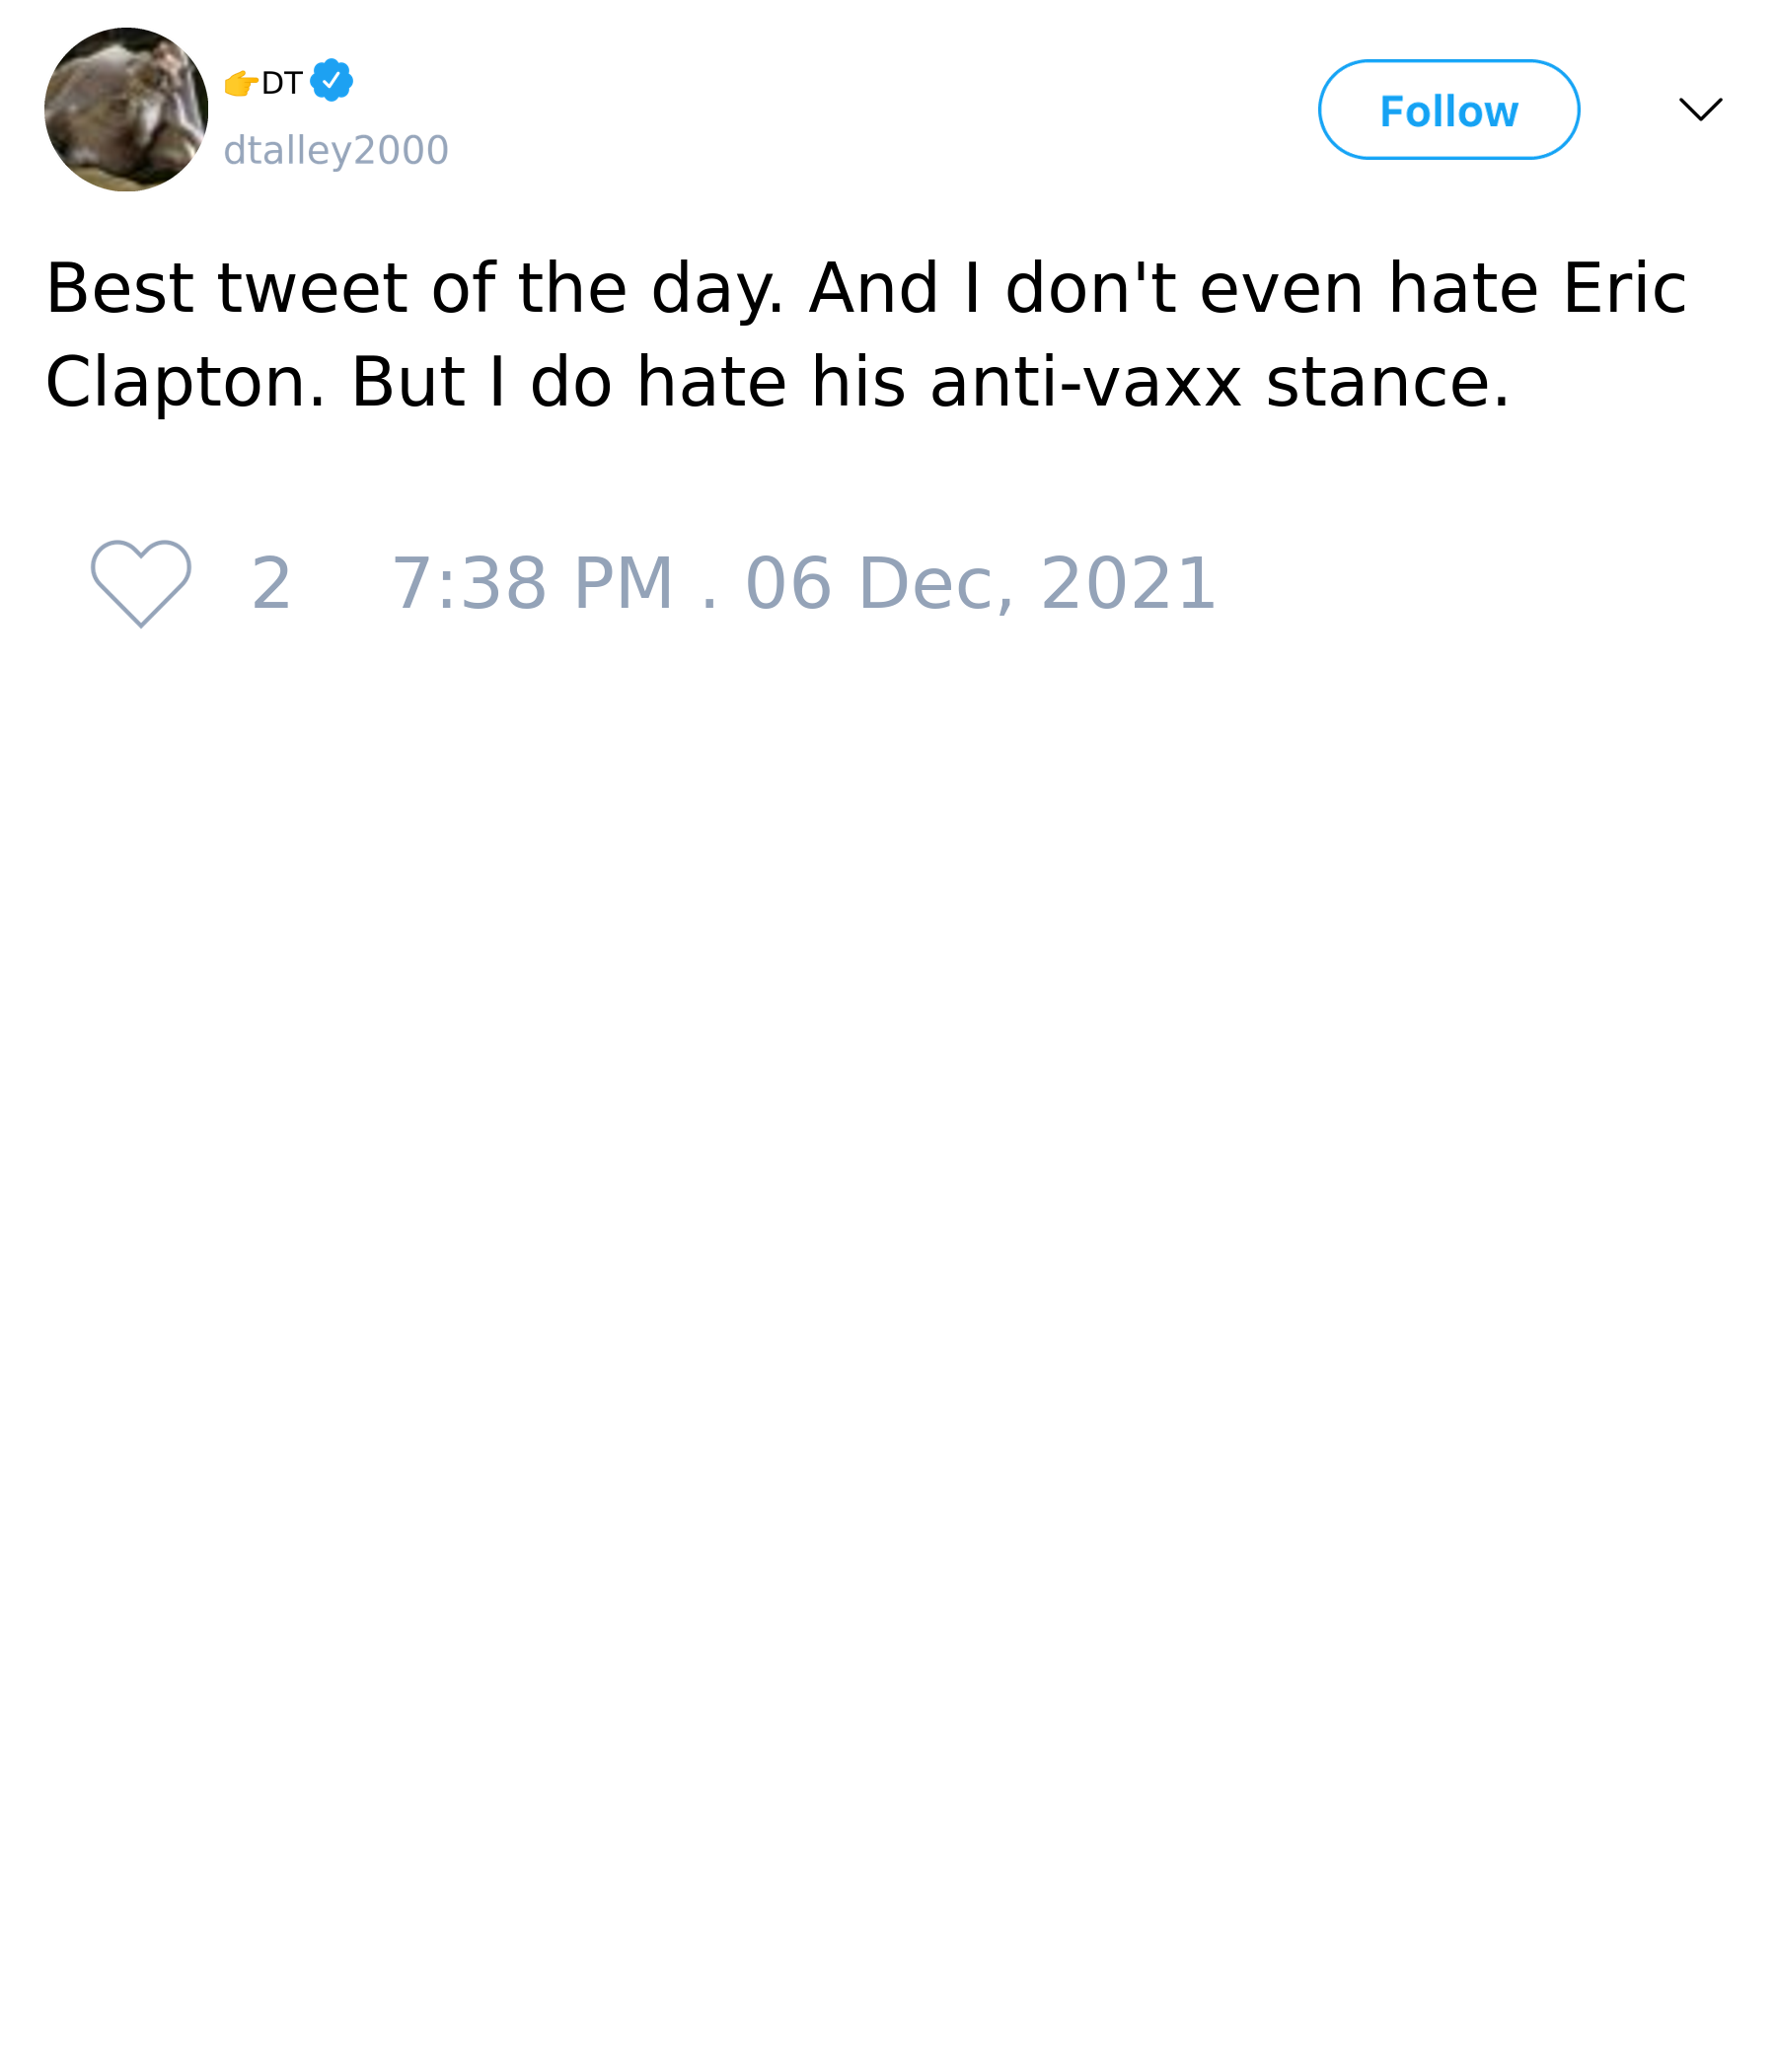 👉DT
dtalley2000
Follow
Best tweet of the day. And I don't even hate Eric
Clapton. But I do hate his anti-vaxx stance.
2 7:38 PM . 06 Dec, 2021